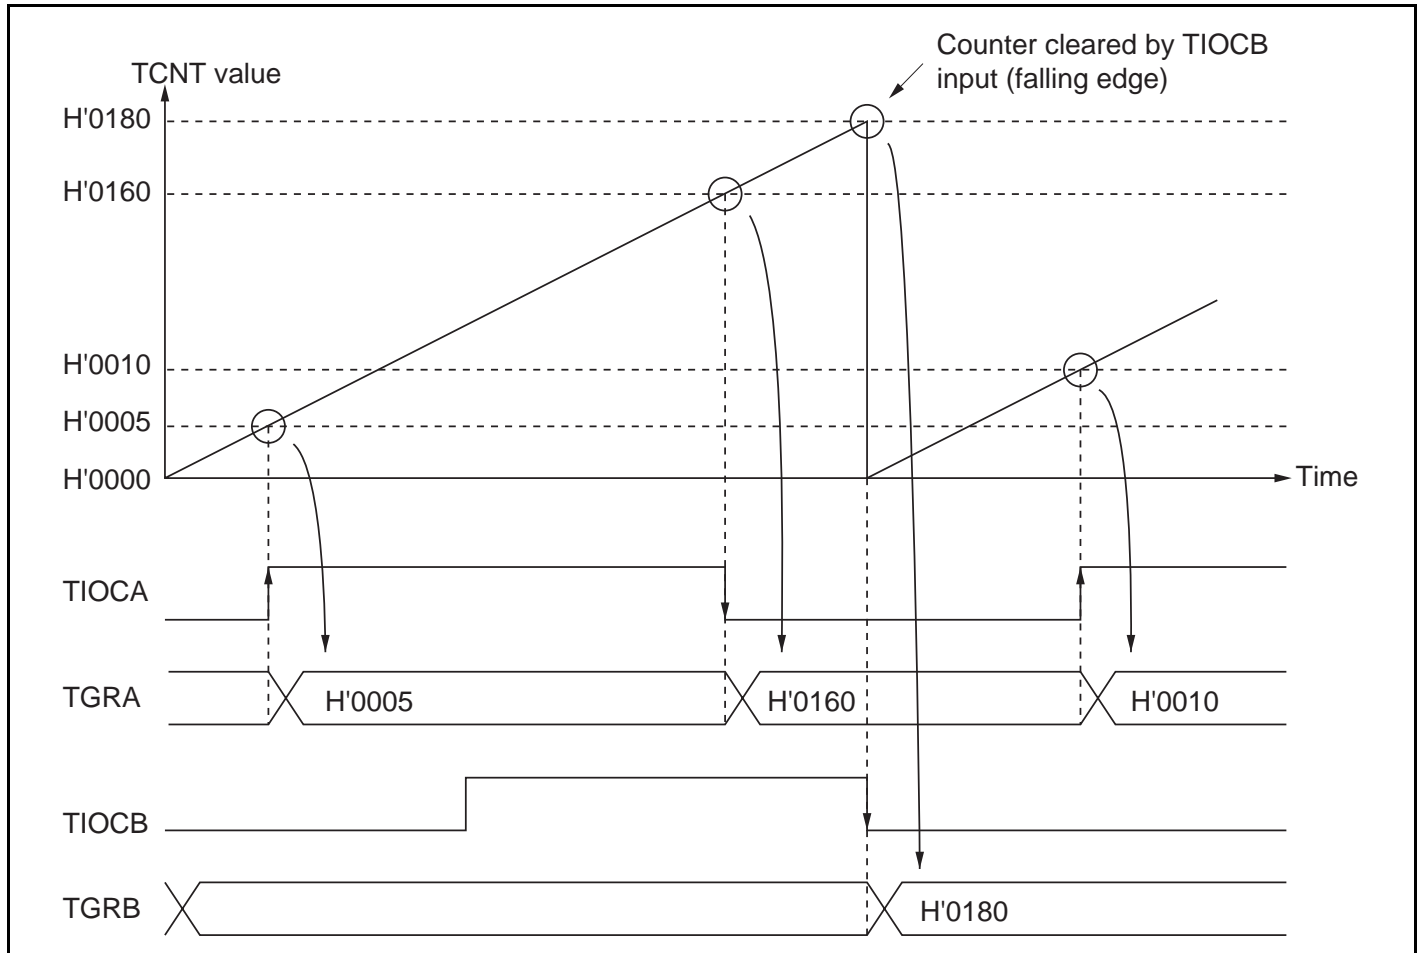 Counter cleared by TIOCB
input (falling edge)
TCNT value
H'0180
H'0160
H'0010
H'0005
H'0000
Time
TIOCA
TGRA
H'0005
H'0160
H'0010
TIOCB
TGRB
H'0180